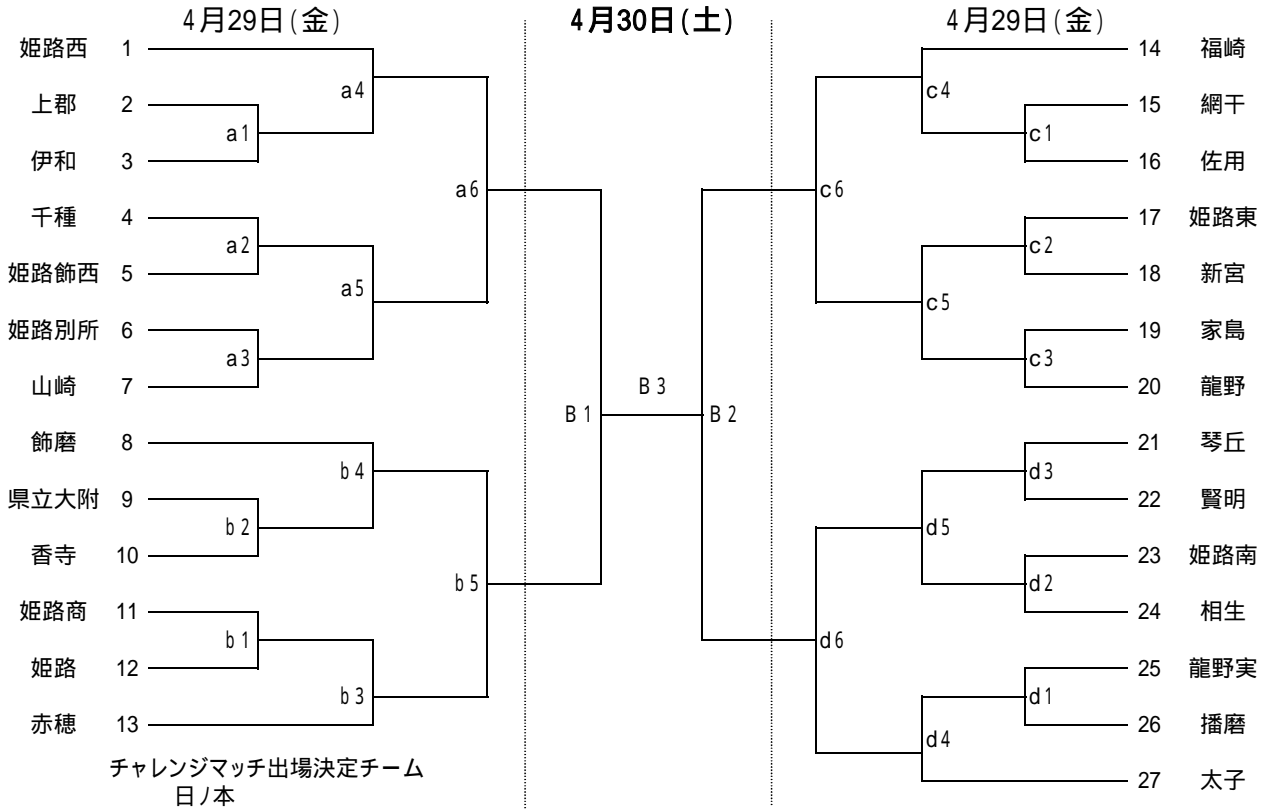 4月29日(金) 4月30日(土) 4月29日(金)
姫路西 1 14 福崎
a4 c4
上郡 2 15 網干
a1 c1
伊和 3 16 佐用
a6 c6
千種 4 17 姫路東
a2 c2
姫路飾西 5 18 新宮
a5 c5
姫路別所 6 19 家島
a3 c3
山崎 7 20 龍野
B3
B1 B2
飾磨 8 21 琴丘
b4 d3
県立大附 9 22 賢明
b2 d5
香寺 10 23 姫路南
b5 d2
姫路商 11 24 相生
b1 d6
姫路 12 25 龍野実
b3 d1
赤穂 13 26 播磨
d4
チャレンジマッチ出場決定チーム 27 太子
日ノ本